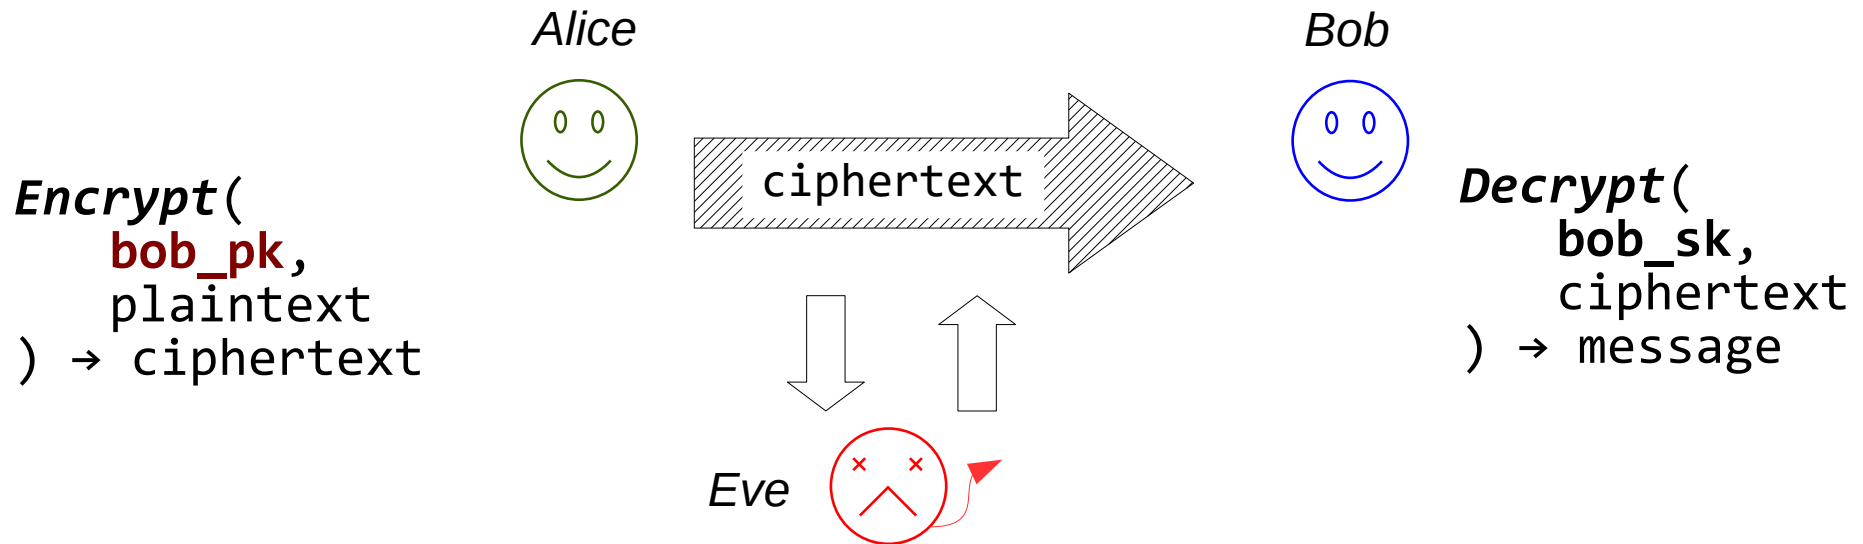 Alice
Bob
ciphertext
Encrypt(
bob_pk,
plaintext
) → ciphertext
Decrypt(
bob_sk,
ciphertext
) → message
Eve